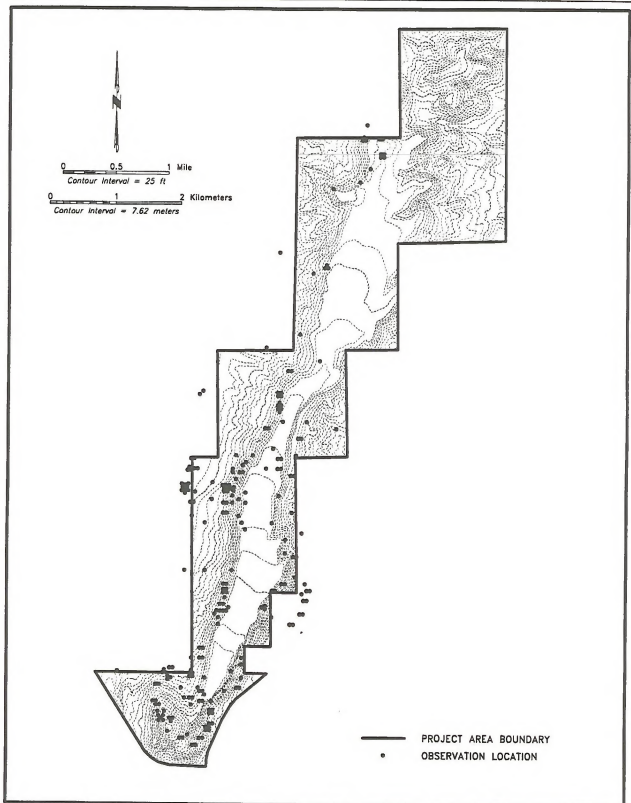 N
0 0.5 1 Mile
Contour Interval = 25 ft
0 1 2 Kilometers
Contour Interval = 7.62 meters
PROJECT AREA BOUNDARY
OBSERVATION LOCATION